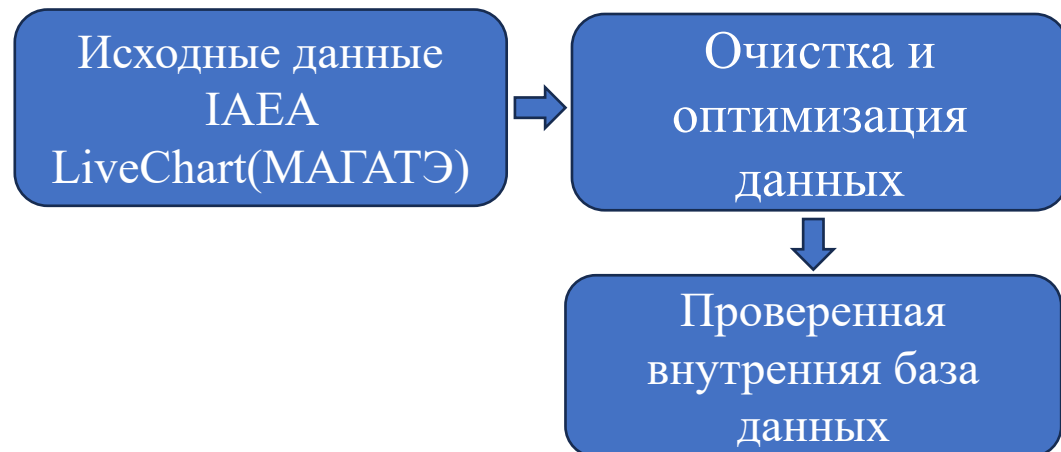 Исходные данные
IAEA
LiveChart(МАГАТЭ)
Очистка и
оптимизация
данных
Проверенная
внутренняя база
данных